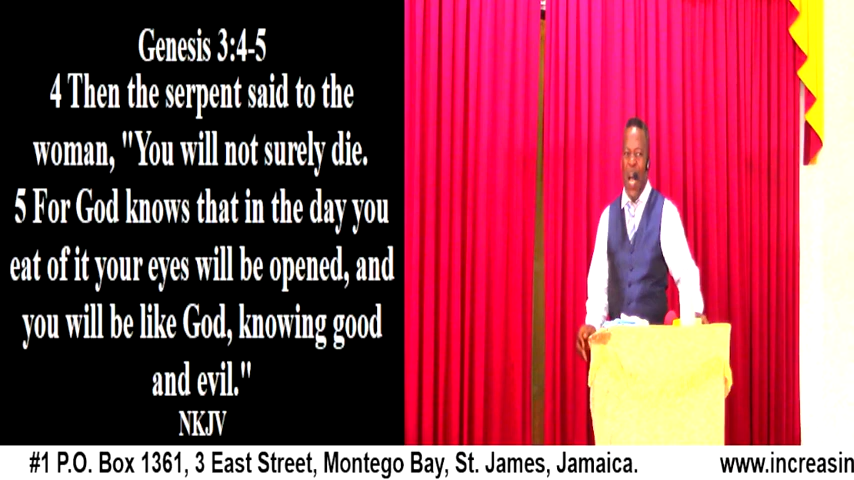 Genesis 3:4-5
4 Then the serpent said to the
woman, "You will not surely die.
5 For God knows that in the day you
eat of it your eyes will be opened, and
you will be like God, knowing good
and evil."
NKJV
#1 P.O. Box 1361, 3 East Street, Montego Bay, St. James, Jamaica. www.increasin